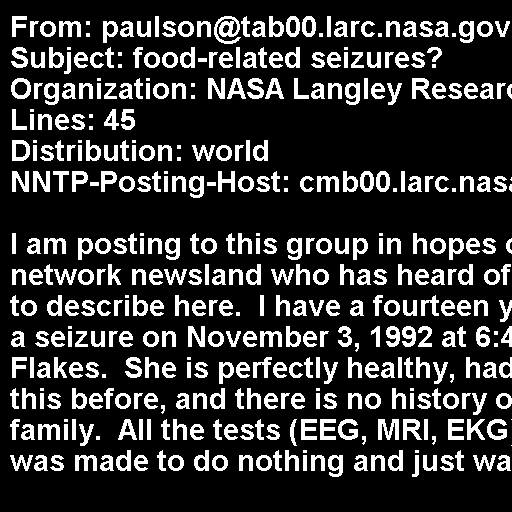 From: paulson@tab00.larc.nasa.gov
Subject: food-related seizures?
Organization: NASA Langley Resear
Lines: 45
Distribution: world
NNTP-Posting-Host: cmb00.larc.nas
I am posting to this group in hopes
network newsland who has heard of
to describe here.  I have a fourteen y
a seizure on November 3, 1992 at 6:4
Flakes.  She is perfectly healthy, had
this before, and there is no history o
family.  All the tests (EEG, MRI, EKG)
was made to do nothing and just wa